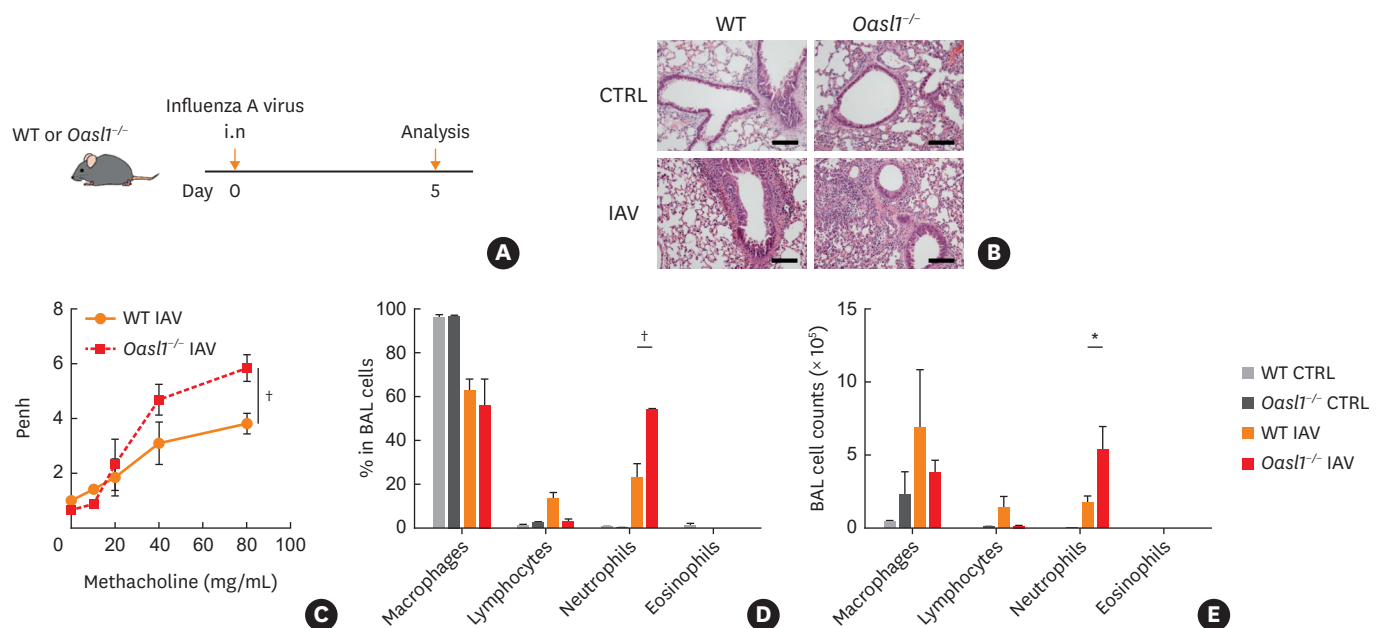 Influenza A virus
i.n
Analysis
WT or Oasl1⁻/⁻
Day 0 5
A
WT Oasl1⁻/⁻
CTRL
IAV
B
8
6
4
2
0 20 40 60 80 100
WT IAV
Oasl1⁻/⁻ IAV
†
Penh
Methacholine (mg/mL)
C
100
80
60
40
20
0
% in BAL cells
†
Macrophages
Lymphocytes
Neutrophils
Eosinophils
D
15
10
5
0
BAL cell counts (× 10⁵)
*
Macrophages
Lymphocytes
Neutrophils
Eosinophils
E
WT CTRL
Oasl1⁻/⁻ CTRL
WT IAV
Oasl1⁻/⁻ IAV